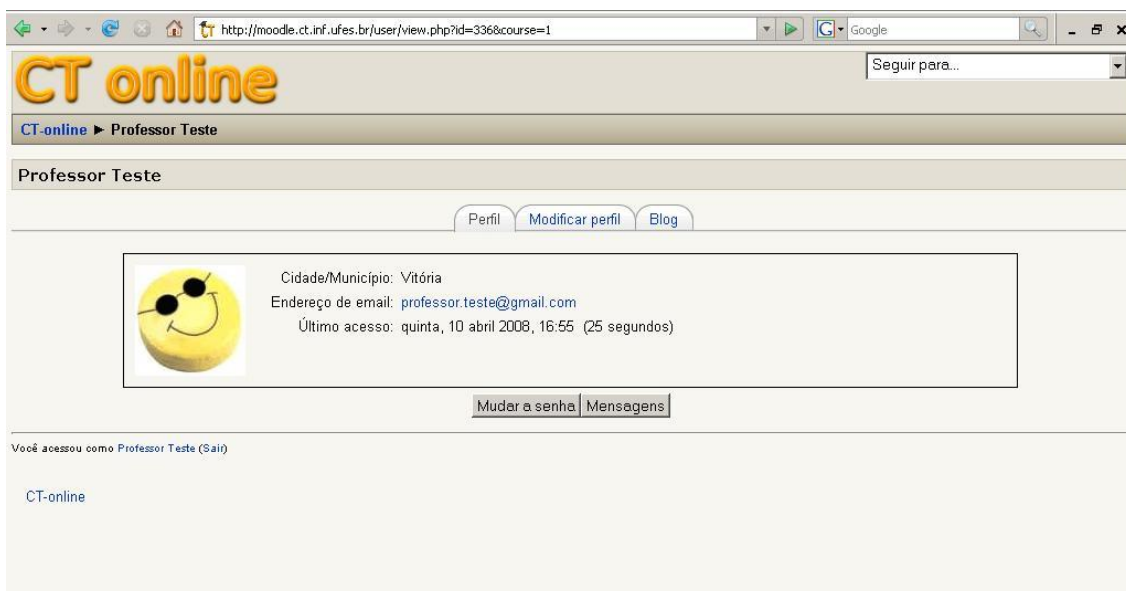 http://moodle.ct.inf.ufes.br/user/view.php?id=336&course=1 G Google
CT online Seguir para...
CT-online ► Professor Teste
Professor Teste
Perfil Modificar perfil Blog
Cidade/Município: Vitória
Endereço de email: professor.teste@gmail.com
Último acesso: quinta, 10 abril 2008, 16:55 (25 segundos)
Mudar a senha Mensagens
Você acessou como Professor Teste (Sair)
CT-online